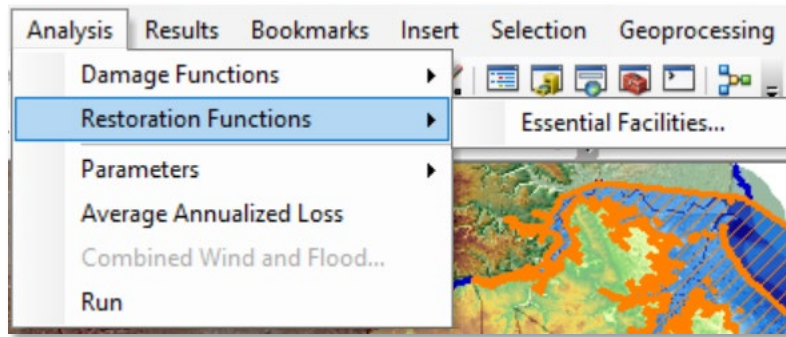 Analysis Results Bookmarks Insert Selection Geoprocessing
Damage Functions
Restoration Functions
Essential Facilities...
Parameters
Average Annualized Loss
Combined Wind and Flood...
Run